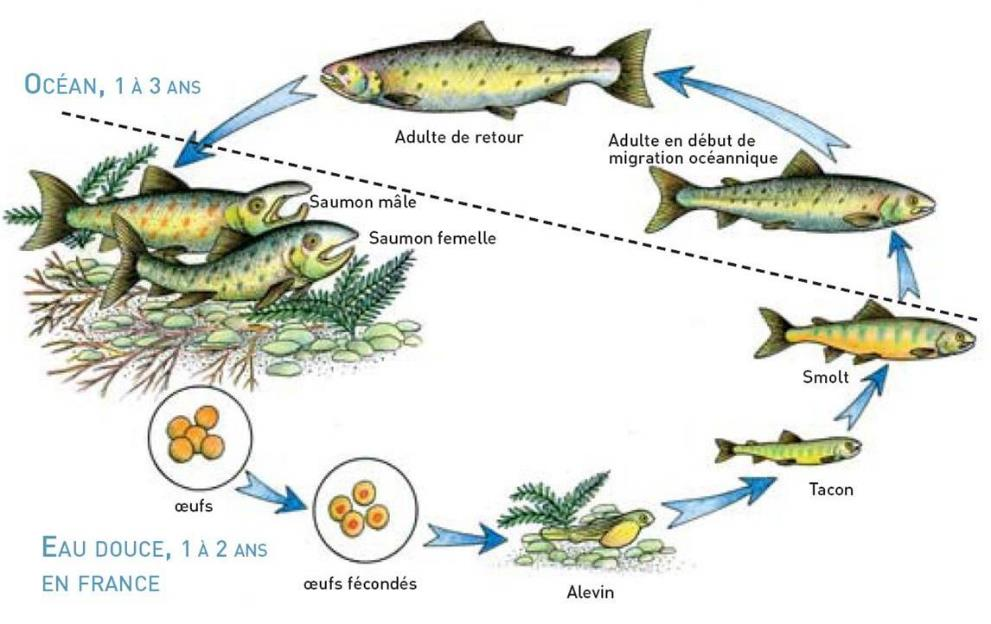 OCÉAN, 1 À 3 ANS
Adulte de retour
Adulte en début de
migration océannique
Saumon mâle
Saumon femelle
Smolt
Tacon
œufs
œufs fécondés
Alevin
EAU DOUCE, 1 À 2 ANS
EN FRANCE